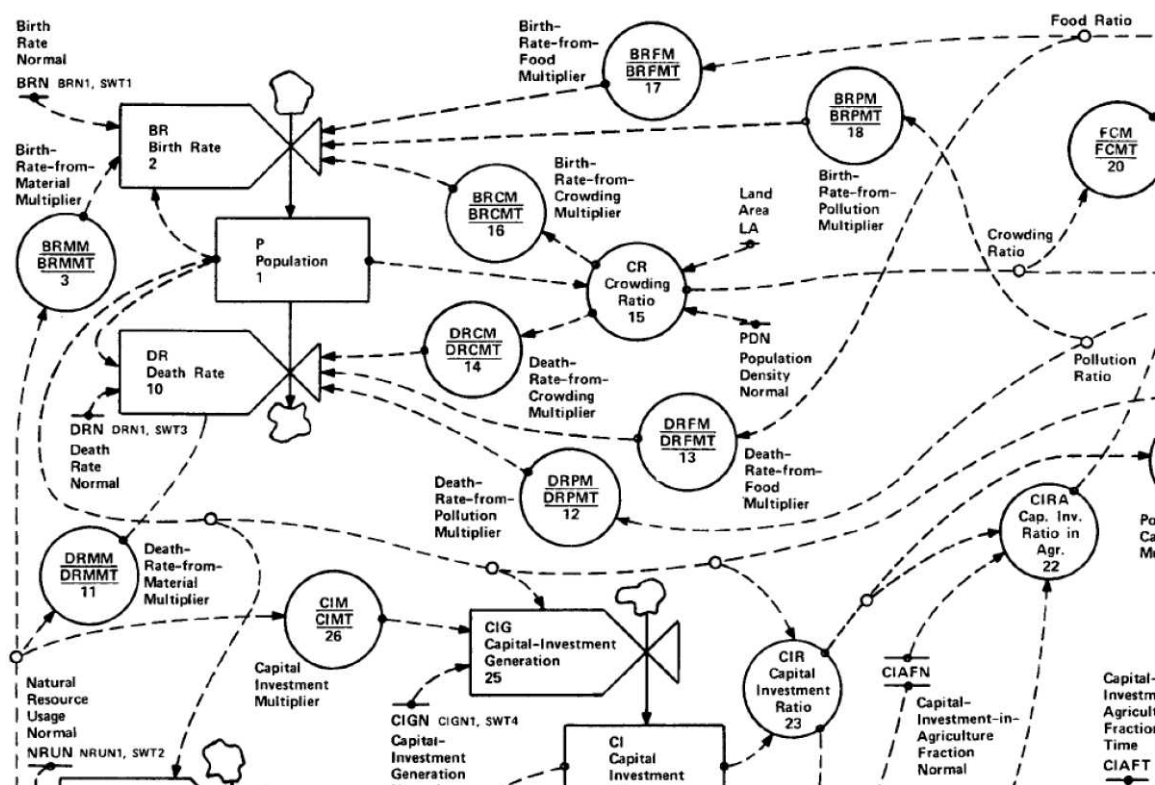 Birth
Rate
Normal
BRN BRN1, SWT1
Birth-
Rate-from-
Food
Multiplier
BRFM
BRFMT
17
Food Ratio
BR
Birth Rate
2
BRPM
BRPMT
18
FCM
FCMT
20
Birth-
Rate-from-
Material
Multiplier
Birth-
Rate-from-
Crowding
Multiplier
BRCM
BRCMT
16
Land
Area
LA
Birth-
Rate-from-
Pollution
Multiplier
Crowding
Ratio
BRMM
BRMMT
3
P
Population
1
CR
Crowding
Ratio
15
DR
Death Rate
10
DRCM
DRCMT
14
PDN
Population
Density
Normal
Pollution
Ratio
Death-
Rate-from-
Crowding
Multiplier
DRN DRN1, SWT3
Death
Rate
Normal
DRFM
DRFMT
13
Death-
Rate-from-
Food
Multiplier
Death-
Rate-from-
Pollution
Multiplier
DRPM
DRPMT
12
CIRA
Cap. Inv.
Ratio in
Agr.
22
Po
Ca
Mu
DRMM
DRMMT
11
Death-
Rate-from-
Material
Multiplier
CIM
CIMT
26
CIG
Capital-Investment
Generation
25
CIR
Capital
Investment
Ratio
23
CIAFN
Natural
Resource
Usage
Normal
NRUN NRUN1, SWT2
Capital
Investment
Multiplier
CIGN CIGN1, SWT4
Capital-
Investment
Generation
CI
Capital
Investment
Capital-
Investment-in-
Agriculture
Fraction
Normal
Capital-
Investm
Agricult
Fraction
Time
CIAFT